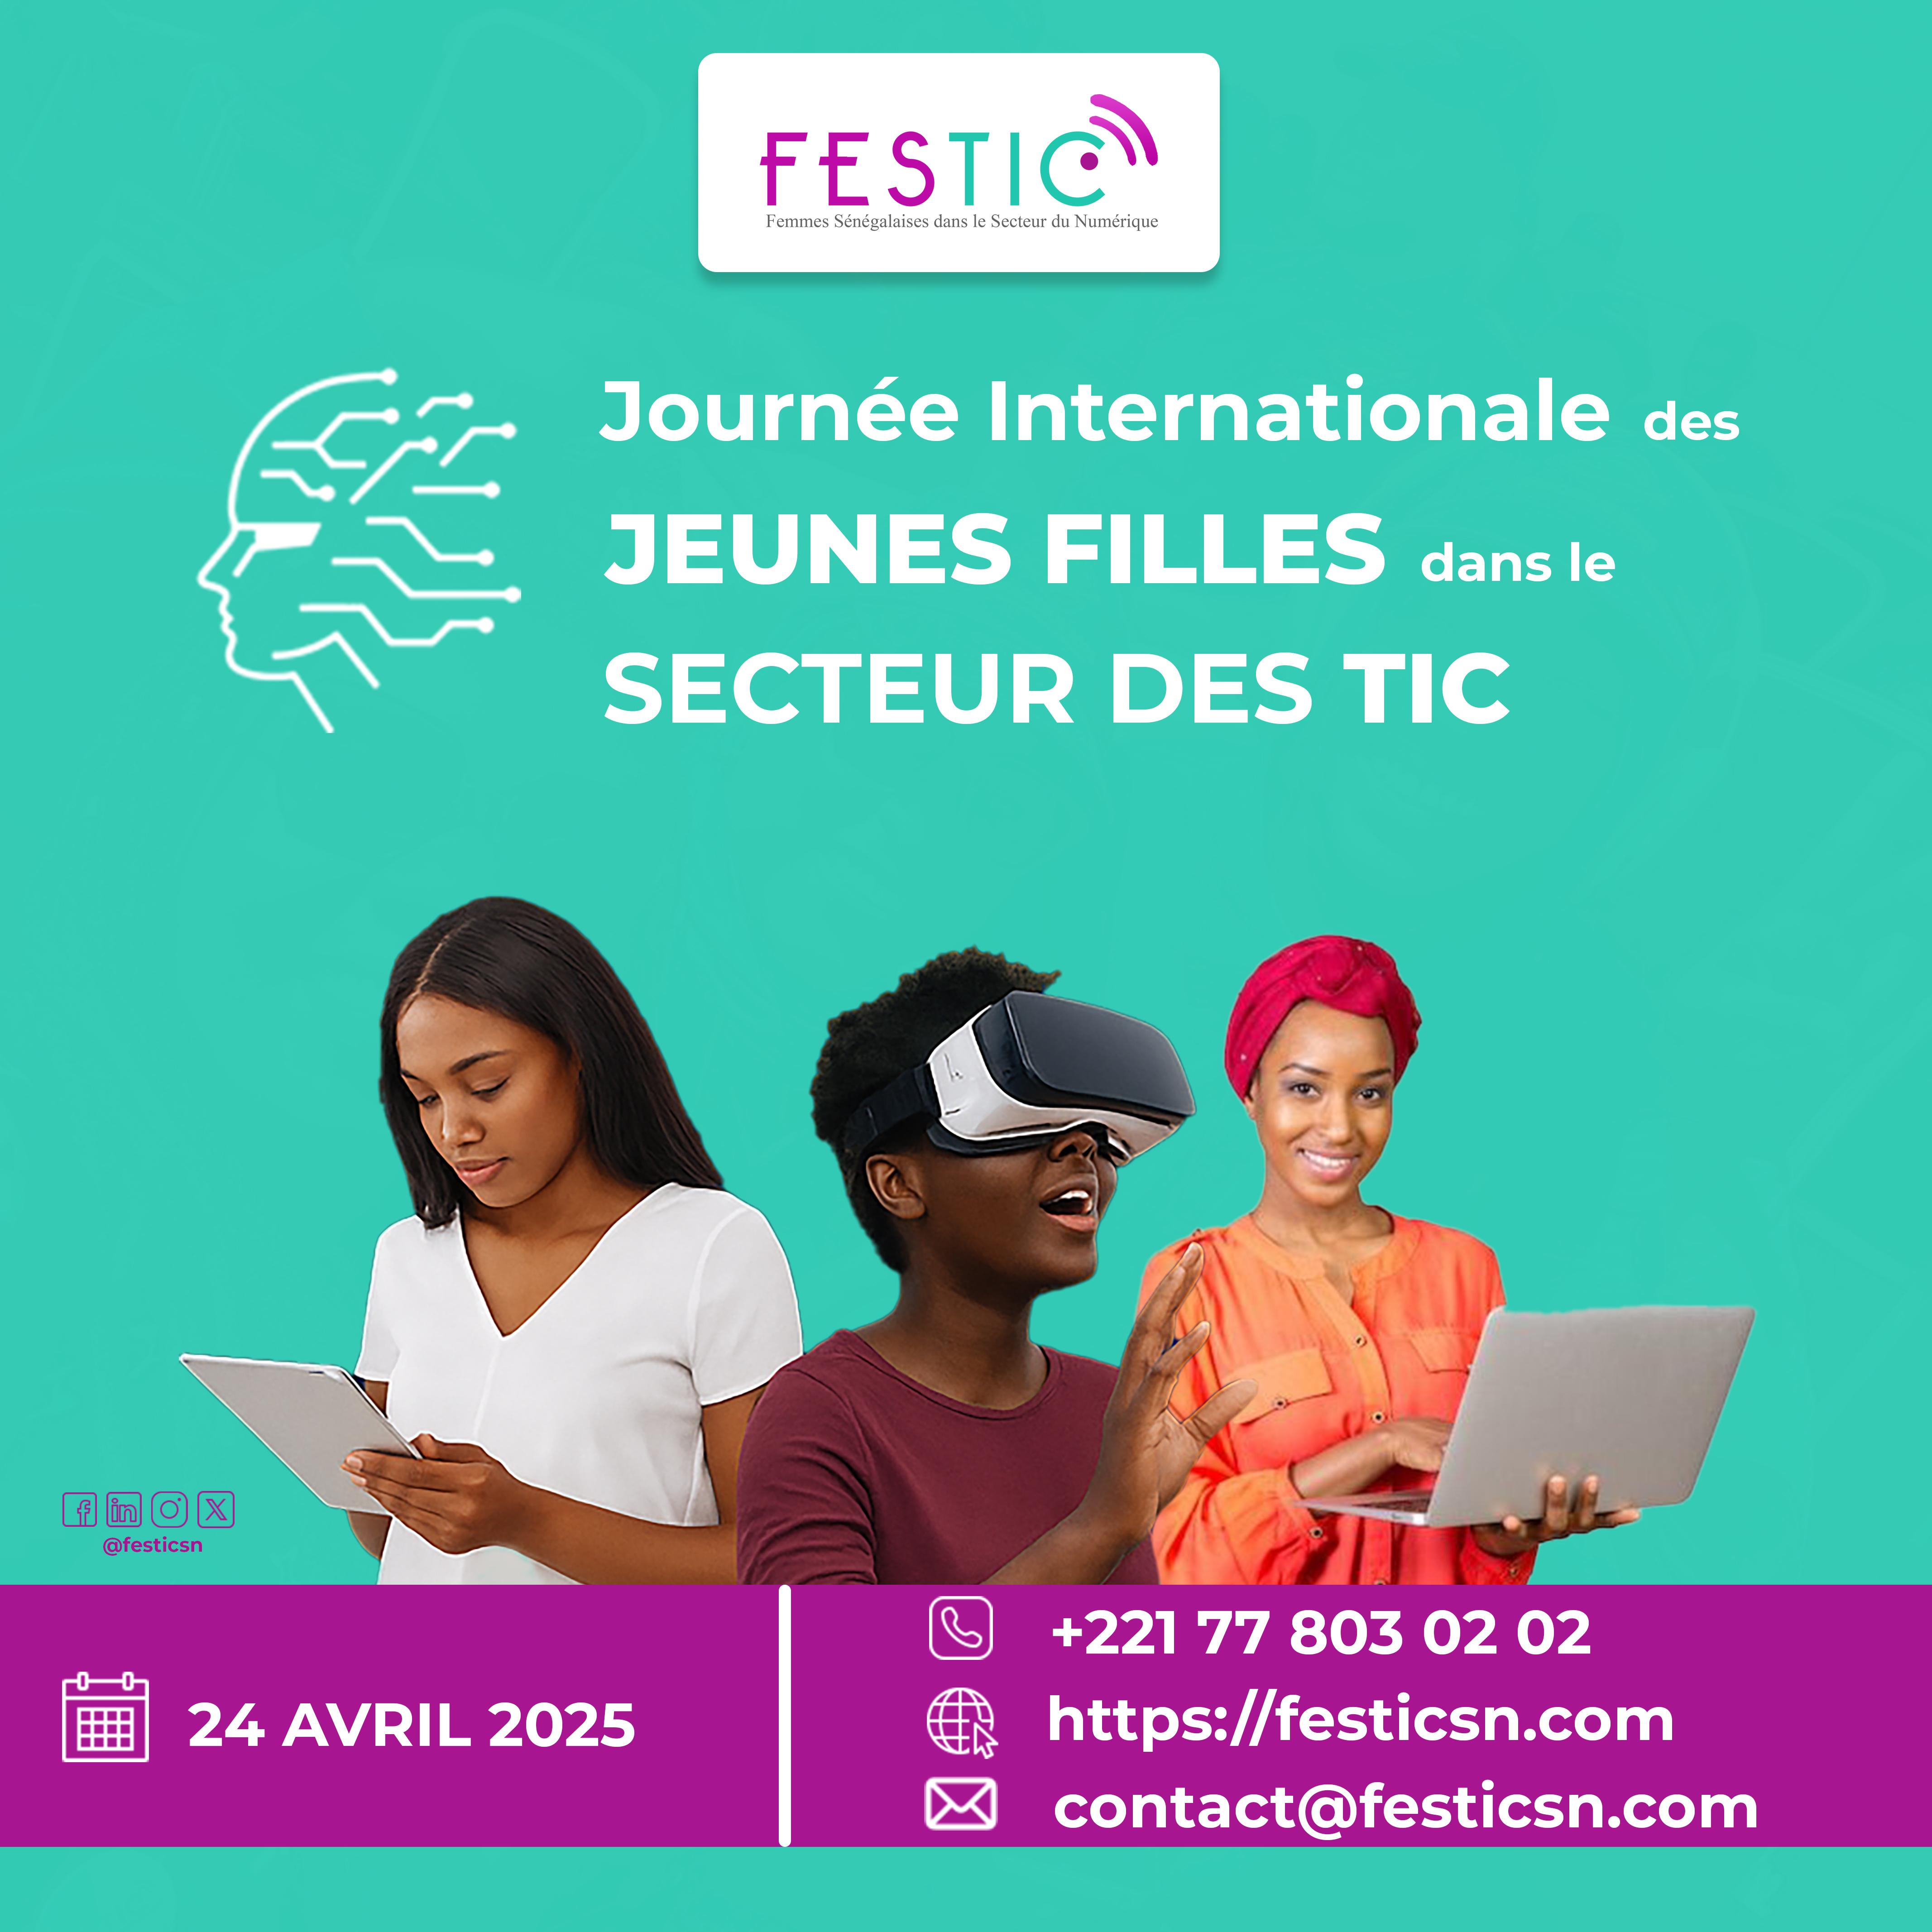 FESTIC
Femmes Sénégalaises dans le Secteur du Numérique
Journée Internationale des
JEUNES FILLES dans le
SECTEUR DES TIC
@festicsn
24 AVRIL 2025
+221 77 803 02 02
https://festicsn.com
contact@festicsn.com